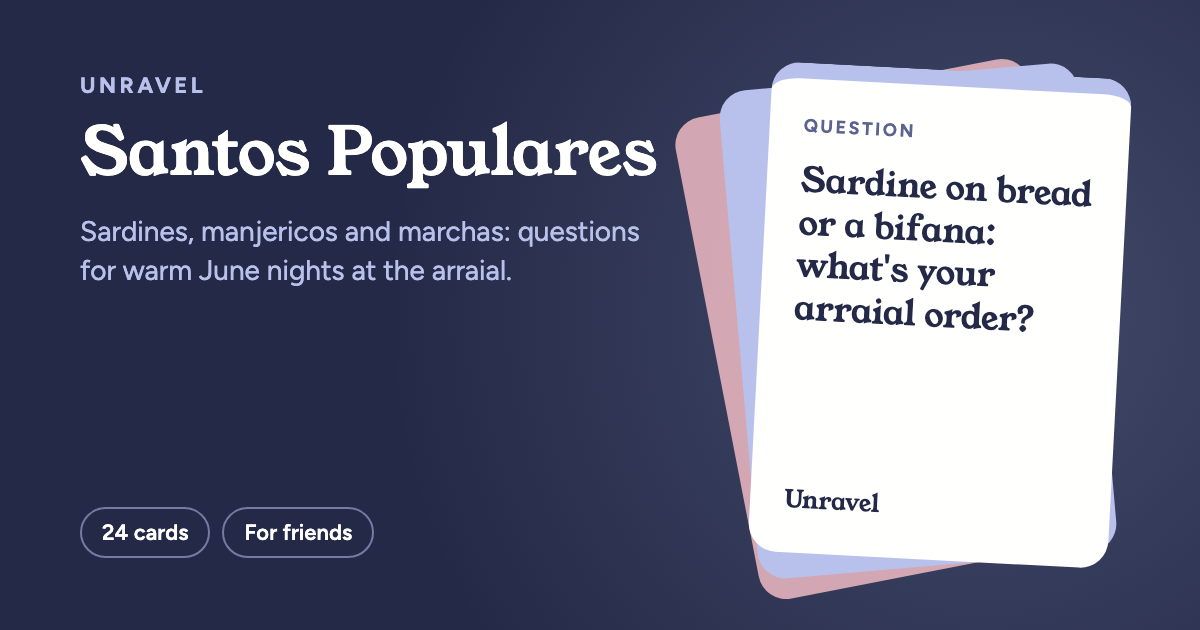 UNRAVEL
Santos Populares
Sardines, manjericos and marchas: questions
for warm June nights at the arraial.
24 cards
For friends
QUESTION
Sardine on bread
or a bifana:
what's your
arraial order?
Unravel